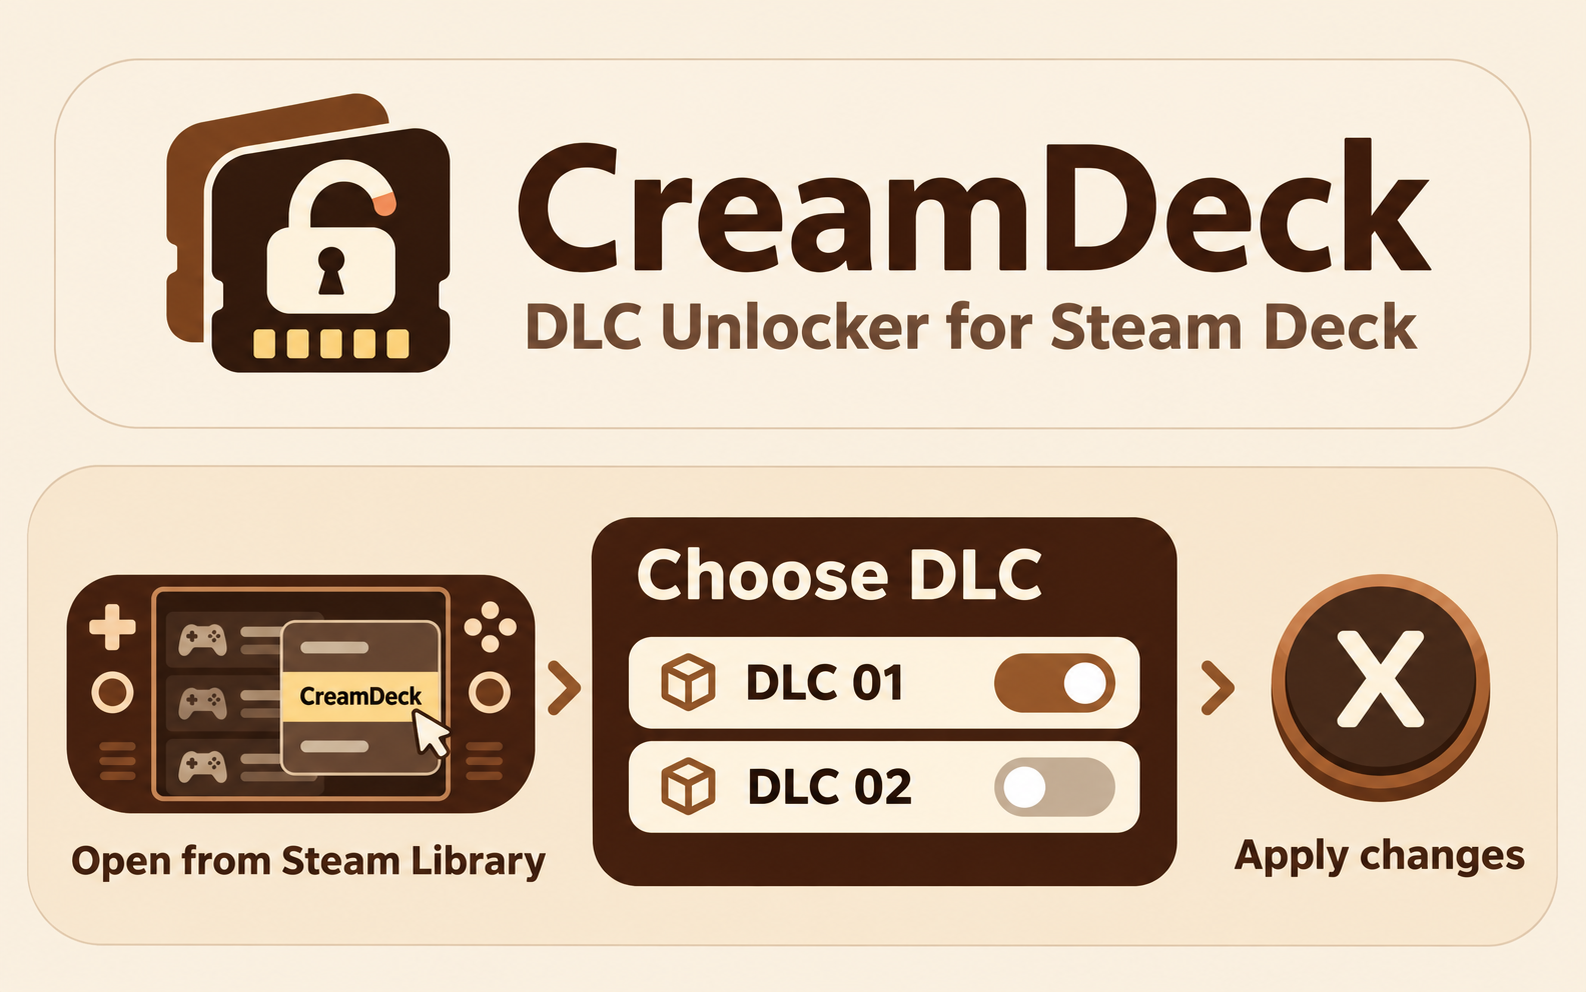 CreamDeck
DLC Unlocker for Steam Deck
CreamDeck
Open from Steam Library
Choose DLC
DLC 01
DLC 02
X
Apply changes